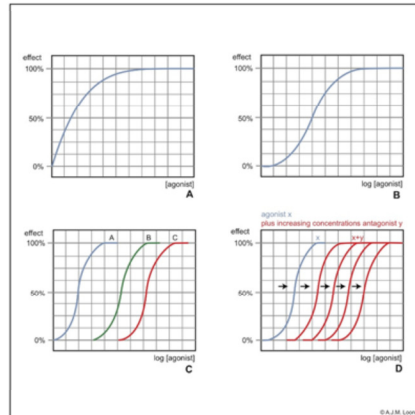 effect
100%
50%
0%
[agonist]
A
effect
100%
50%
0%
log [agonist]
B
effect
A
B
C
100%
50%
0%
log [agonist]
C
agonist x
plus increasing concentrations antagonist y
effect
x
x+y
100%
50%
0%
log [agonist]
D
© A.J.M. Loon